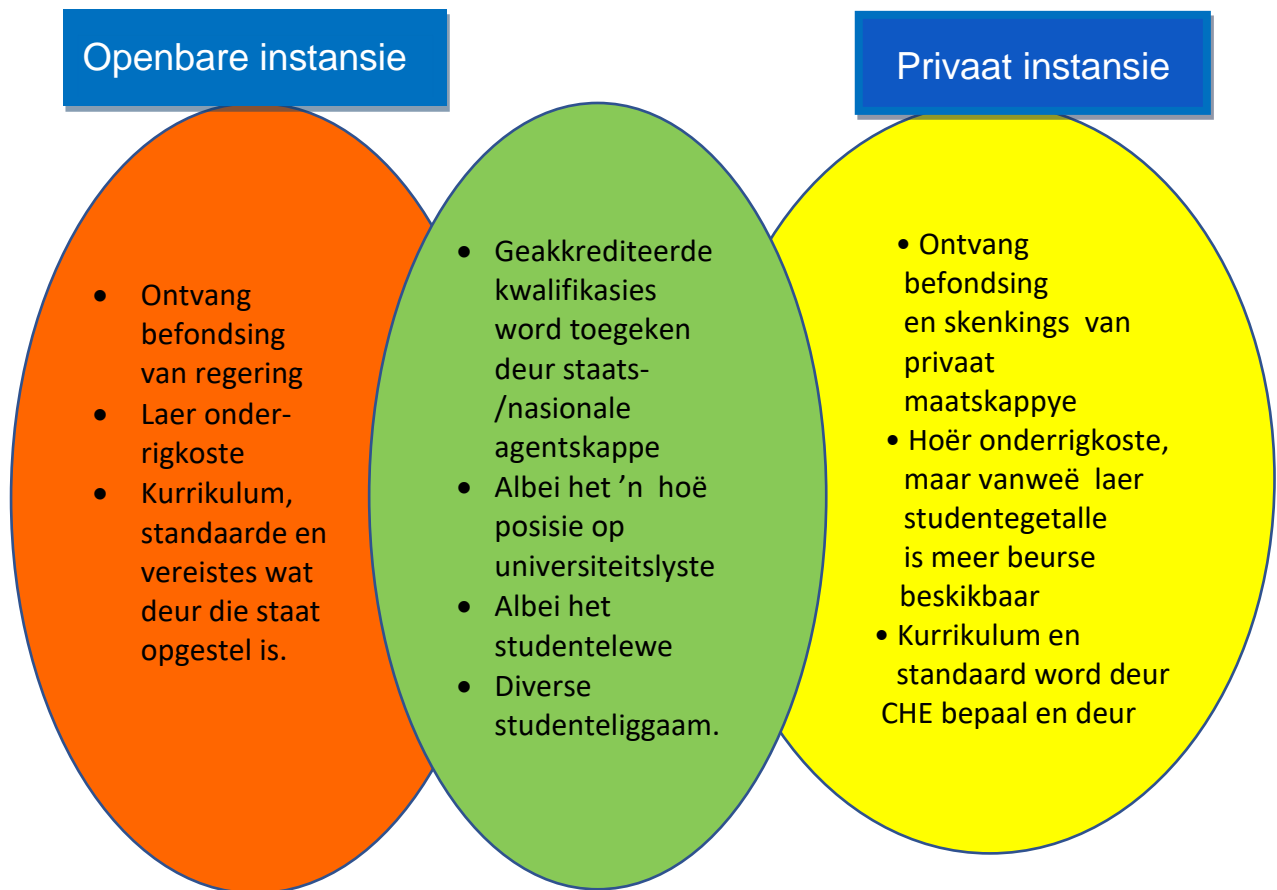 Openbare instansie
Privaat instansie
• Ontvang
befondsing
van regering
• Laer onder-
rigkoste
• Kurrikulum,
standaarde en
vereistes wat
deur die staat
opgestel is.
• Geakkrediteerde
kwalifikasies
word toegeken
deur staats-
/nasionale
agentskappe
• Albei het ’n hoë
posisie op
universiteitslyste
• Albei het
studentelewe
• Diverse
studenteliggaam.
• Ontvang
befondsing
en skenkings van
privaat
maatskappye
• Hoër onderrigkoste,
maar vanweë laer
studentegetalle
is meer beurse
beskikbaar
• Kurrikulum en
standaard word deur
CHE bepaal en deur